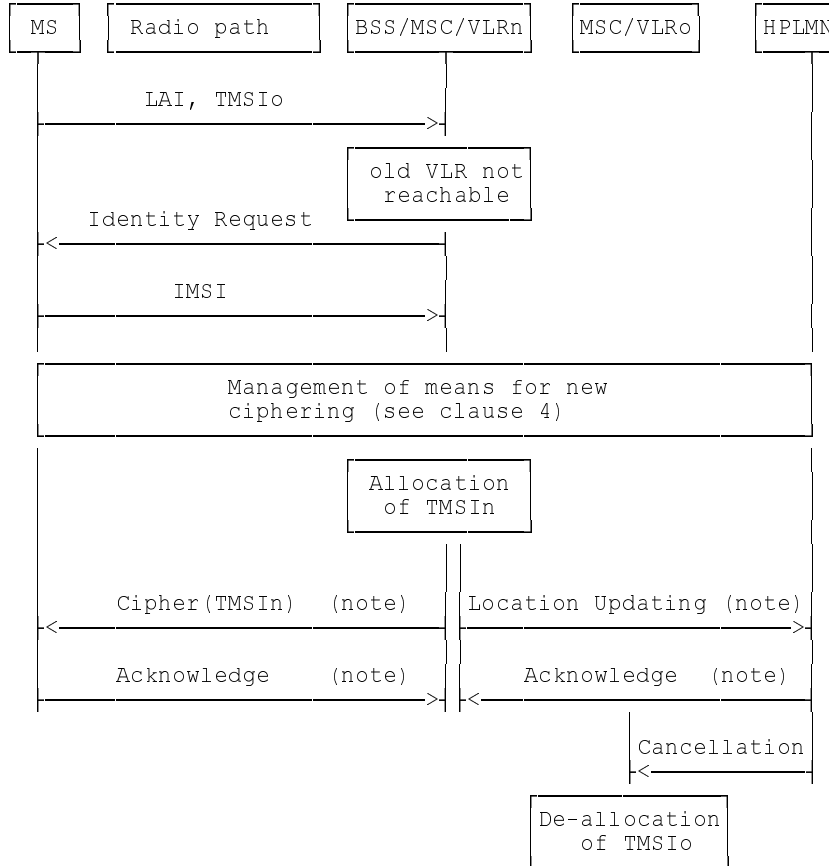 MS Radio path BSS/MSC/VLRn MSC/VLRo HPLMN
LAI, TMSIo
old VLR not
reachable
Identity Request
IMSI
Management of means for new
ciphering (see clause 4)
Allocation
of TMSIn
Cipher(TMSIn) (note) Location Updating (note)
Acknowledge (note) Acknowledge (note)
Cancellation
De-allocation
of TMSIo